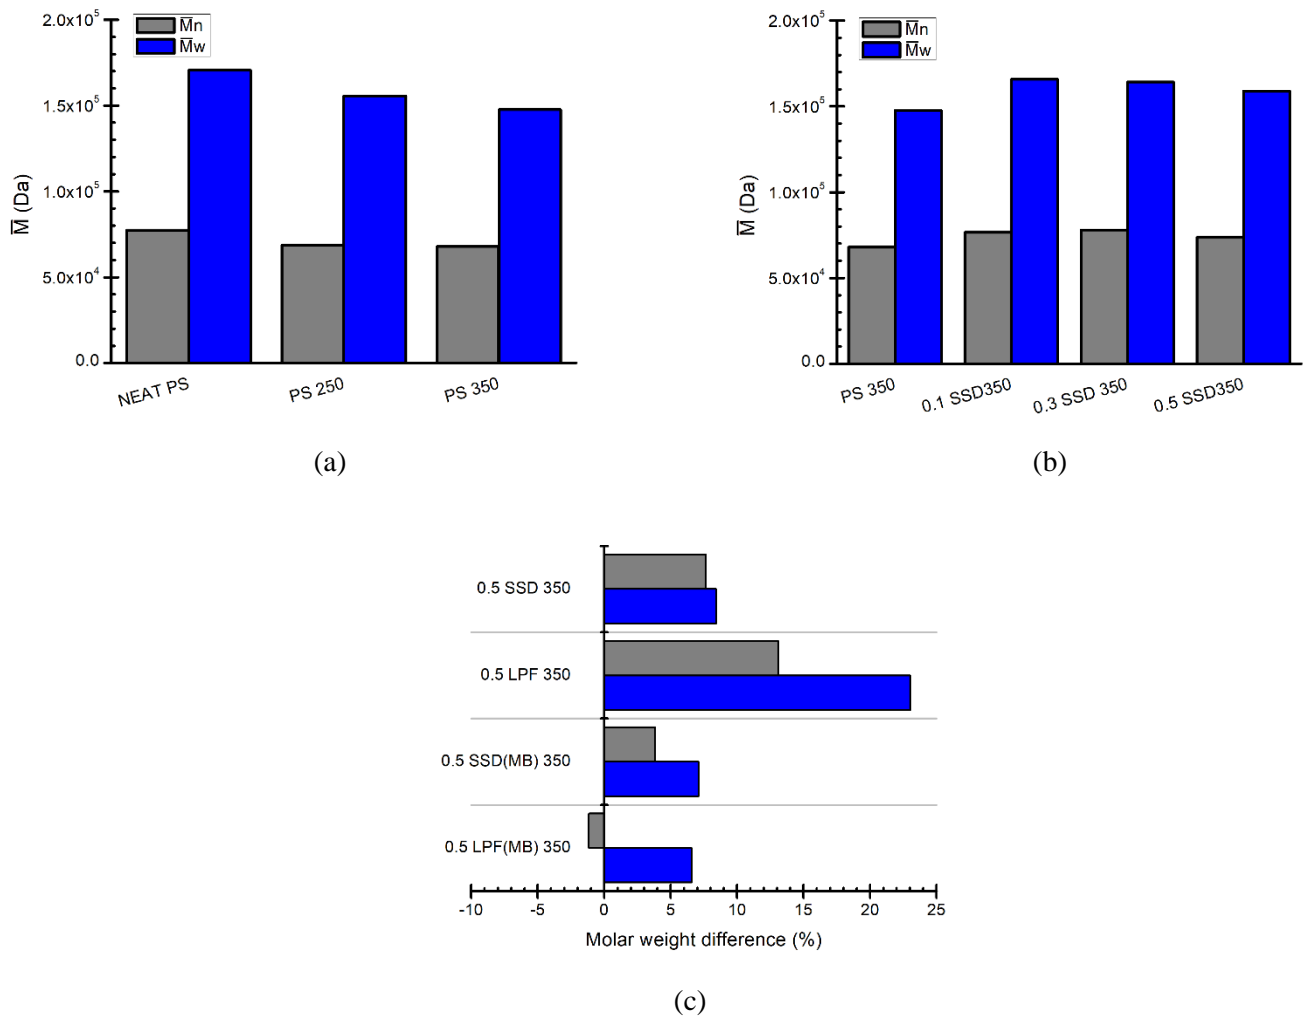 2.0x10⁵
1.5x10⁵
1.0x10⁵
5.0x10⁴
0.0
M̅ (Da)
M̅n
M̅w
NEAT PS
PS 250
PS 350
(a)
2.0x10⁵
1.5x10⁵
1.0x10⁵
5.0x10⁴
0.0
M̅ (Da)
M̅n
M̅w
PS 350
0.1 SSD350
0.3 SSD 350
0.5 SSD350
(b)
0.5 SSD 350
0.5 LPF 350
0.5 SSD(MB) 350
0.5 LPF(MB) 350
-10 -5 0 5 10 15 20 25
Molar weight difference (%)
(c)